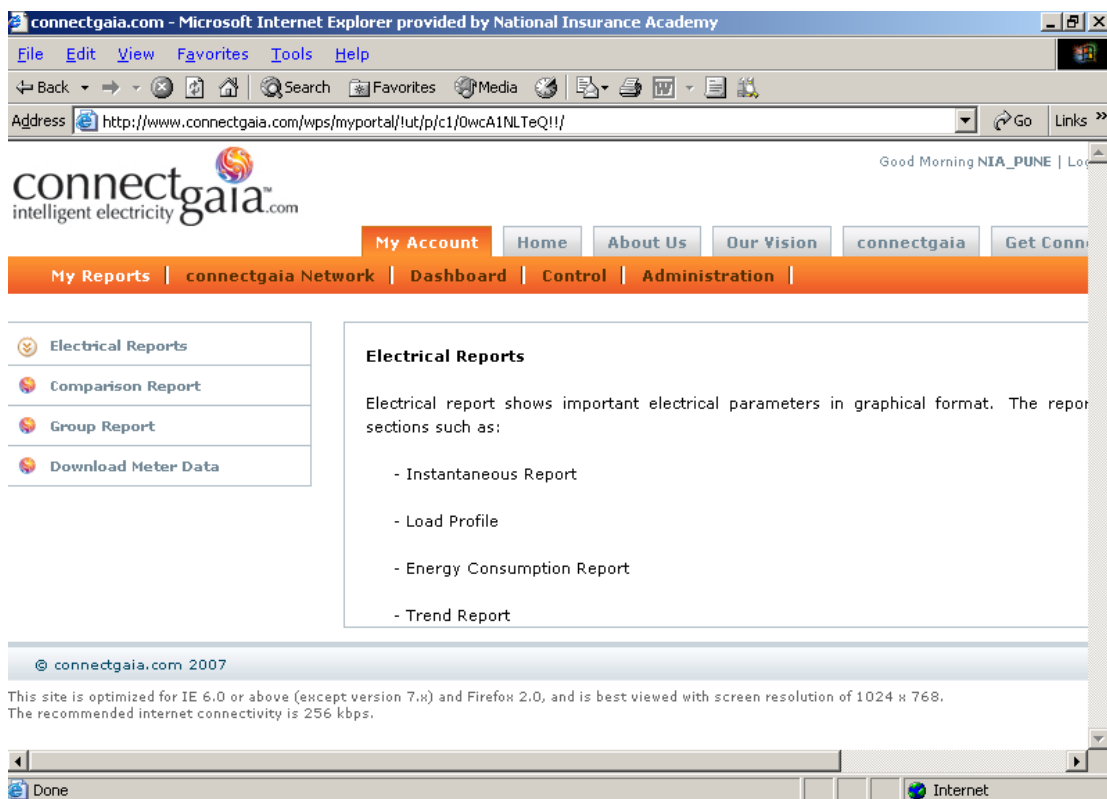 connectgaia.com - Microsoft Internet Explorer provided by National Insurance Academy
File Edit View Favorites Tools Help
Back Search Favorites Media
Address http://www.connectgaia.com/wps/myportal/!ut/p/c1/0wcA1NLTeQ!!/ Go Links »
connectgaia™.com
intelligent electricity
Good Morning NIA_PUNE |
My Account Home About Us Our Vision connectgaia Get
My Reports | connectgaia Network | Dashboard | Control | Administration |
Electrical Reports
Comparison Report
Group Report
Download Meter Data
Electrical Reports
Electrical report shows important electrical parameters in graphical format. The
sections such as:
- Instantaneous Report
- Load Profile
- Energy Consumption Report
- Trend Report
© connectgaia.com 2007
This site is optimized for IE 6.0 or above (except version 7.x) and Firefox 2.0, and is best viewed with screen resolution of 1024 x 768.
The recommended internet connectivity is 256 kbps.
Done Internet